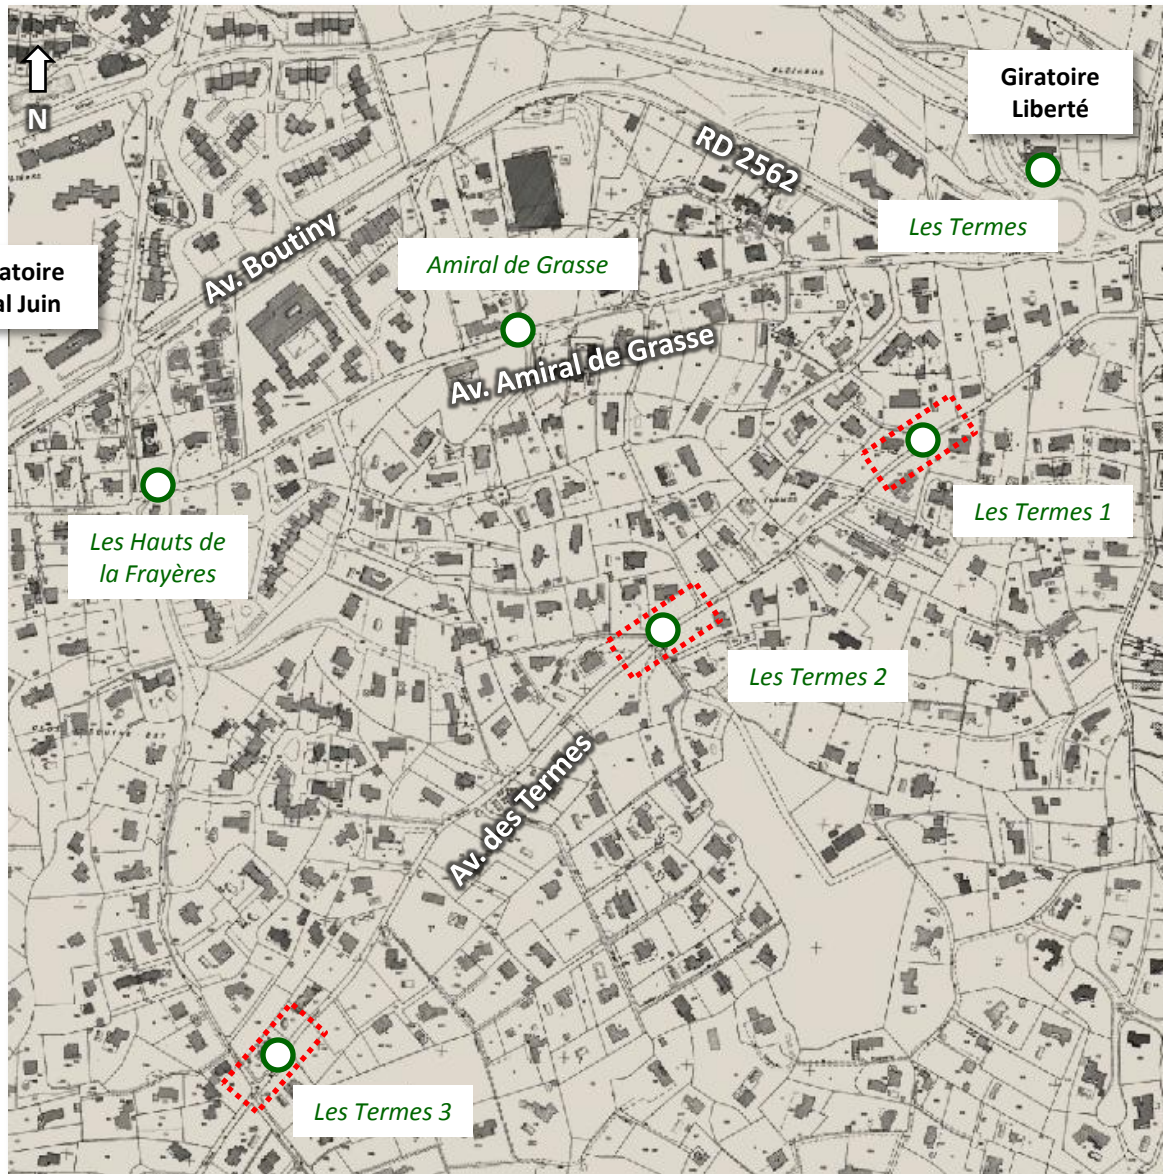 N
Giratoire
Liberté
RD 2562
Les Termes
Av. Boutiny
Amiral de Grasse
atoire
al Juin
Av. Amiral de Grasse
Les Termes 1
Les Hauts de
la Frayères
Les Termes 2
Av. des Termes
Les Termes 3